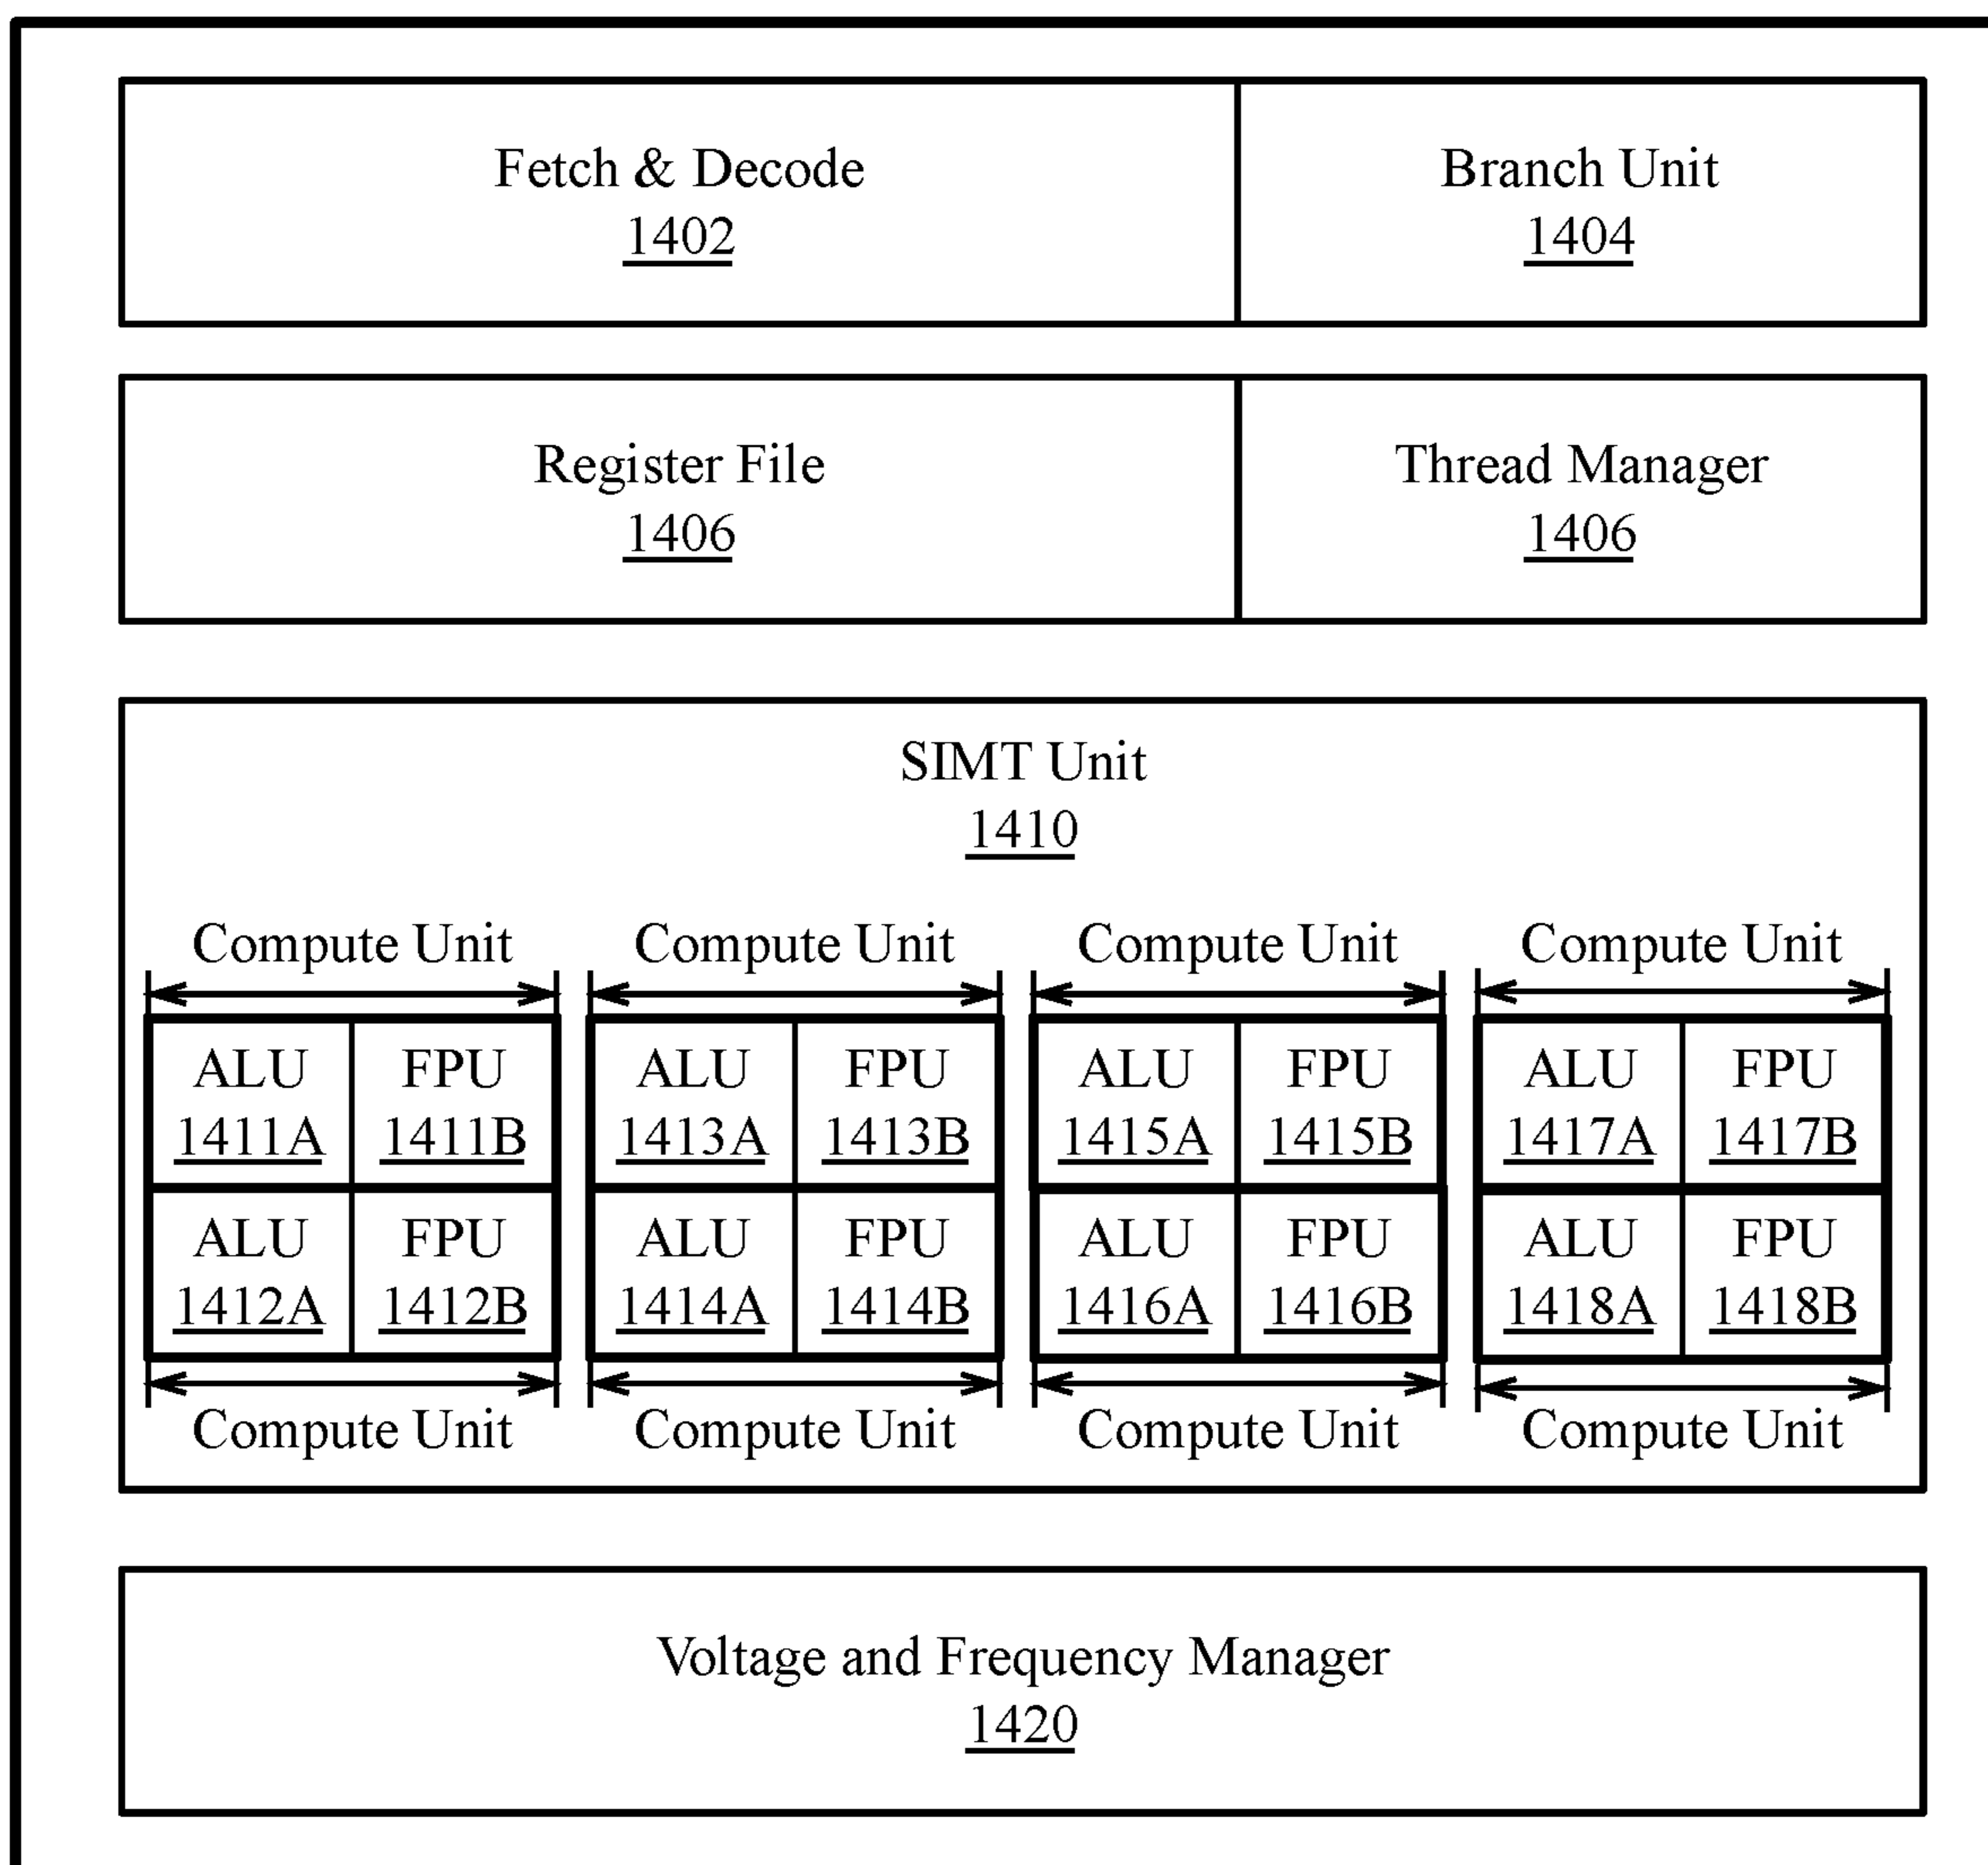 Fetch & Decode
1402
Branch Unit
1404
Register File
1406
Thread Manager
1406
SIMT Unit
1410
Compute Unit Compute Unit Compute Unit Compute Unit
ALU FPU ALU FPU ALU FPU ALU FPU
1411A 1411B 1413A 1413B 1415A 1415B 1417A 1417B
ALU FPU ALU FPU ALU FPU ALU FPU
1412A 1412B 1414A 1414B 1416A 1416B 1418A 1418B
Compute Unit Compute Unit Compute Unit Compute Unit
Voltage and Frequency Manager
1420